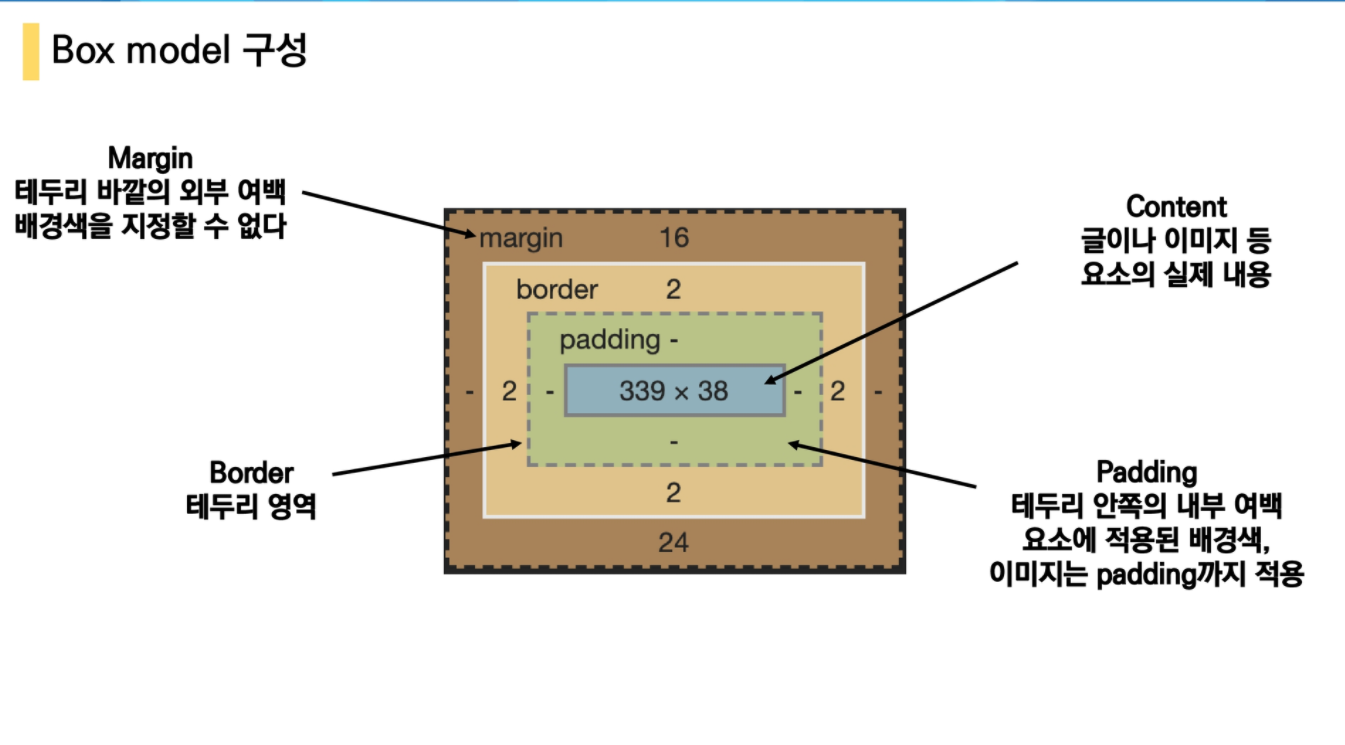 Box model 구성
Margin
테두리 바깥의 외부 여백
배경색을 지정할 수 없다
Content
글이나 이미지 등
요소의 실제 내용
margin 16
border 2
padding -
- 2 - 339 × 38 - 2 -
-
2
24
Border
테두리 영역
Padding
테두리 안쪽의 내부 여백
요소에 적용된 배경색,
이미지는 padding까지 적용